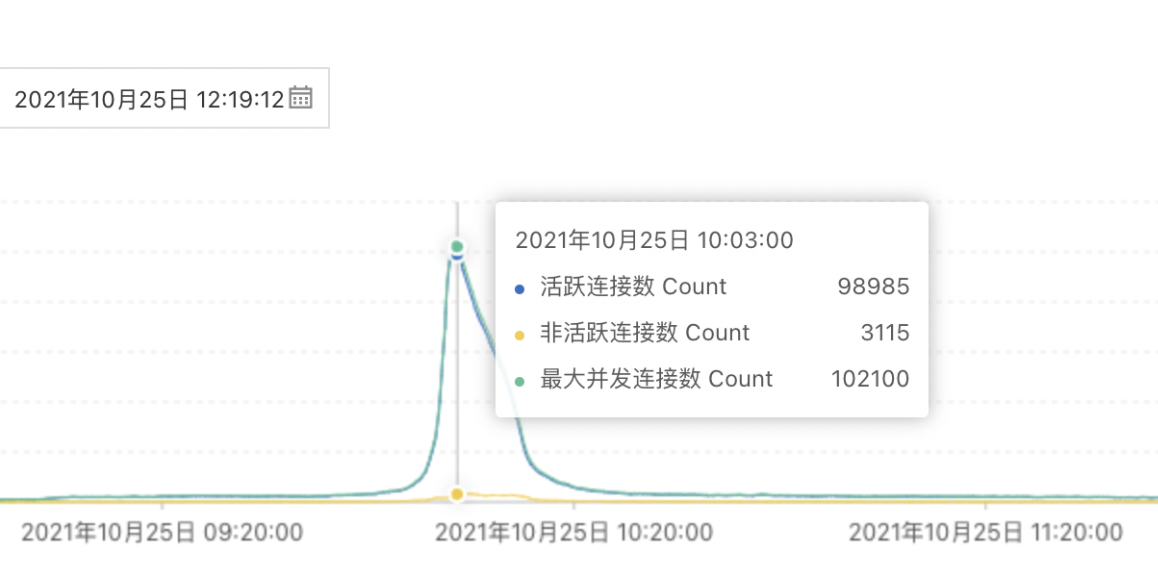 2021年10月25日 12:19:12
2021年10月25日 10:03:00
活跃连接数 Count 98985
非活跃连接数 Count 3115
最大并发连接数 Count 102100
2021年10月25日 09:20:00 2021年10月25日 10:20:00 2021年10月25日 11:20:00